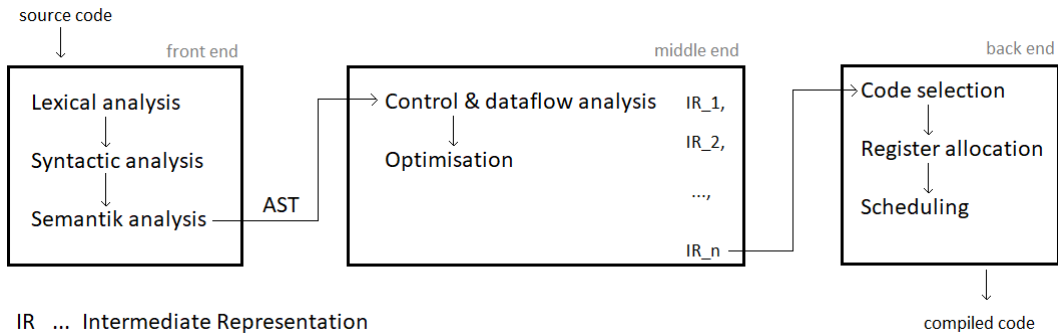 source code
front end
Lexical analysis
Syntactic analysis
Semantik analysis
AST
middle end
Control & dataflow analysis
Optimisation
IR_1,
IR_2,
...,
IR_n
back end
Code selection
Register allocation
Scheduling
compiled code
IR ... Intermediate Representation